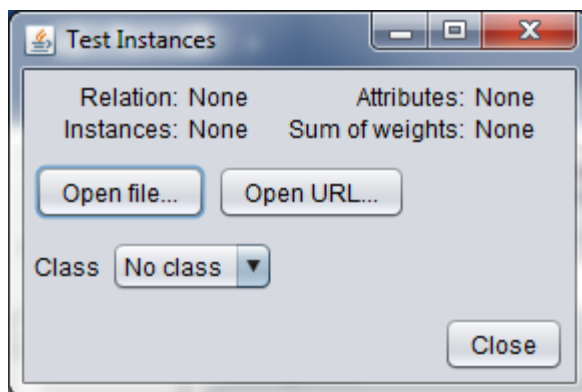 Test Instances
Relation: None Attributes: None
Instances: None Sum of weights: None
Open file... Open URL...
Class No class
Close